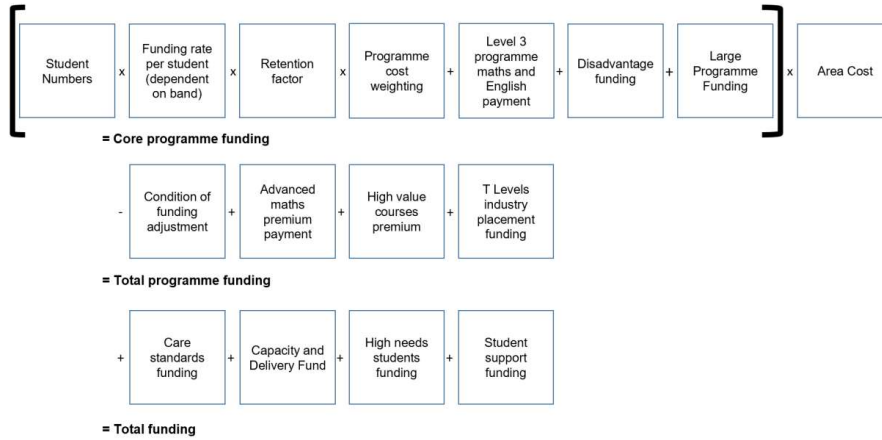 Student
Numbers
x
Funding rate
per student
(dependent
on band)
x
Retention
factor
x
Programme
cost
weighting
+
Level 3
programme
maths and
English
payment
+
Disadvantage
funding
+
Large
Programme
Funding
x
Area Cost
= Core programme funding
-
Condition of
funding
adjustment
+
Advanced
maths
premium
payment
+
High value
courses
premium
+
T Levels
industry
placement
funding
= Total programme funding
+
Care
standards
funding
+
Capacity and
Delivery Fund
+
High needs
students
funding
+
Student
support
funding
= Total funding